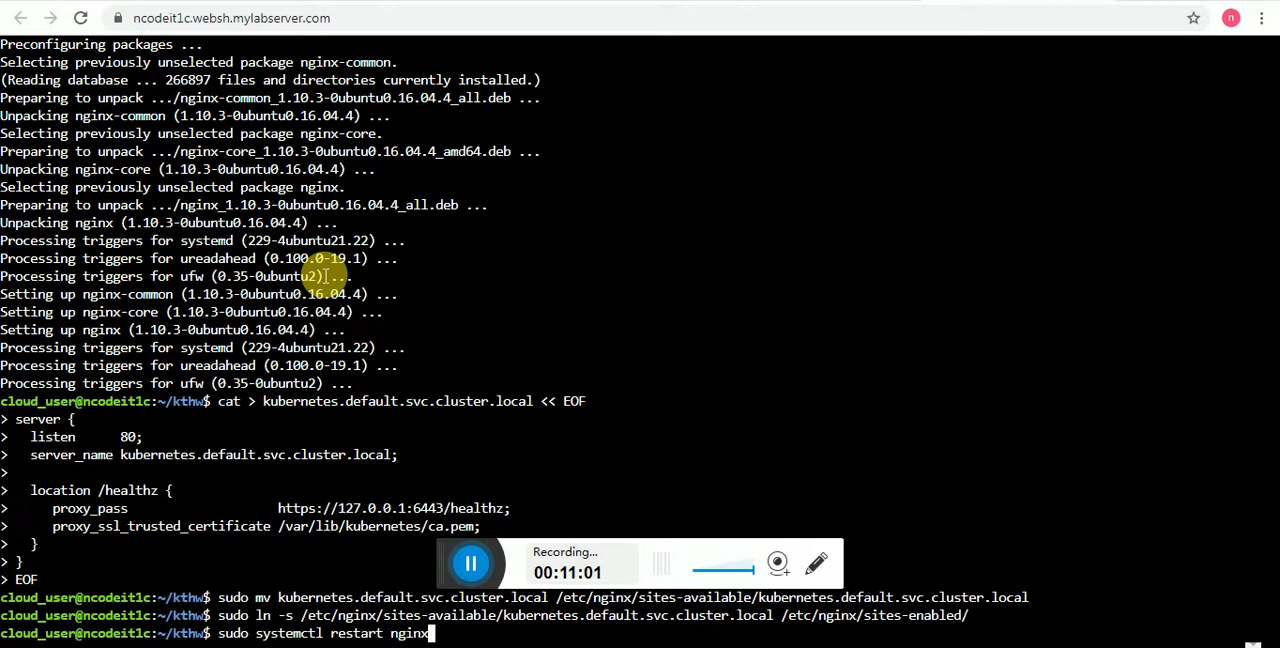 ncodeit1c.websh.mylabserver.com
n
Preconfiguring packages ...
Selecting previously unselected package nginx-common.
(Reading database ... 266897 files and directories currently installed.)
Preparing to unpack .../nginx-common_1.10.3-0ubuntu0.16.04.4_all.deb ...
Unpacking nginx-common (1.10.3-0ubuntu0.16.04.4) ...
Selecting previously unselected package nginx-core.
Preparing to unpack .../nginx-core_1.10.3-0ubuntu0.16.04.4_amd64.deb ...
Unpacking nginx-core (1.10.3-0ubuntu0.16.04.4) ...
Selecting previously unselected package nginx.
Preparing to unpack .../nginx_1.10.3-0ubuntu0.16.04.4_all.deb ...
Unpacking nginx (1.10.3-0ubuntu0.16.04.4) ...
Processing triggers for systemd (229-4ubuntu21.22) ...
Processing triggers for ureadahead (0.100.0-19.1) ...
Processing triggers for ufw (0.35-0ubuntu2) ...
Setting up nginx-common (1.10.3-0ubuntu0.16.04.4) ...
Setting up nginx-core (1.10.3-0ubuntu0.16.04.4) ...
Setting up nginx (1.10.3-0ubuntu0.16.04.4) ...
Processing triggers for systemd (229-4ubuntu21.22) ...
Processing triggers for ureadahead (0.100.0-19.1) ...
Processing triggers for ufw (0.35-0ubuntu2) ...
cloud_user@ncodeit1c:~/kthw$ cat > kubernetes.default.svc.cluster.local << EOF
> server {
>   listen      80;
>   server_name kubernetes.default.svc.cluster.local;
>
>   location /healthz {
>      proxy_pass                    https://127.0.0.1:6443/healthz;
>      proxy_ssl_trusted_certificate /var/lib/kubernetes/ca.pem;
>   }
> }
> EOF
Recording...
00:11:01
cloud_user@ncodeit1c:~/kthw$ sudo mv kubernetes.default.svc.cluster.local /etc/nginx/sites-available/kubernetes.default.svc.cluster.local
cloud_user@ncodeit1c:~/kthw$ sudo ln -s /etc/nginx/sites-available/kubernetes.default.svc.cluster.local /etc/nginx/sites-enabled/
cloud_user@ncodeit1c:~/kthw$ sudo systemctl restart nginx